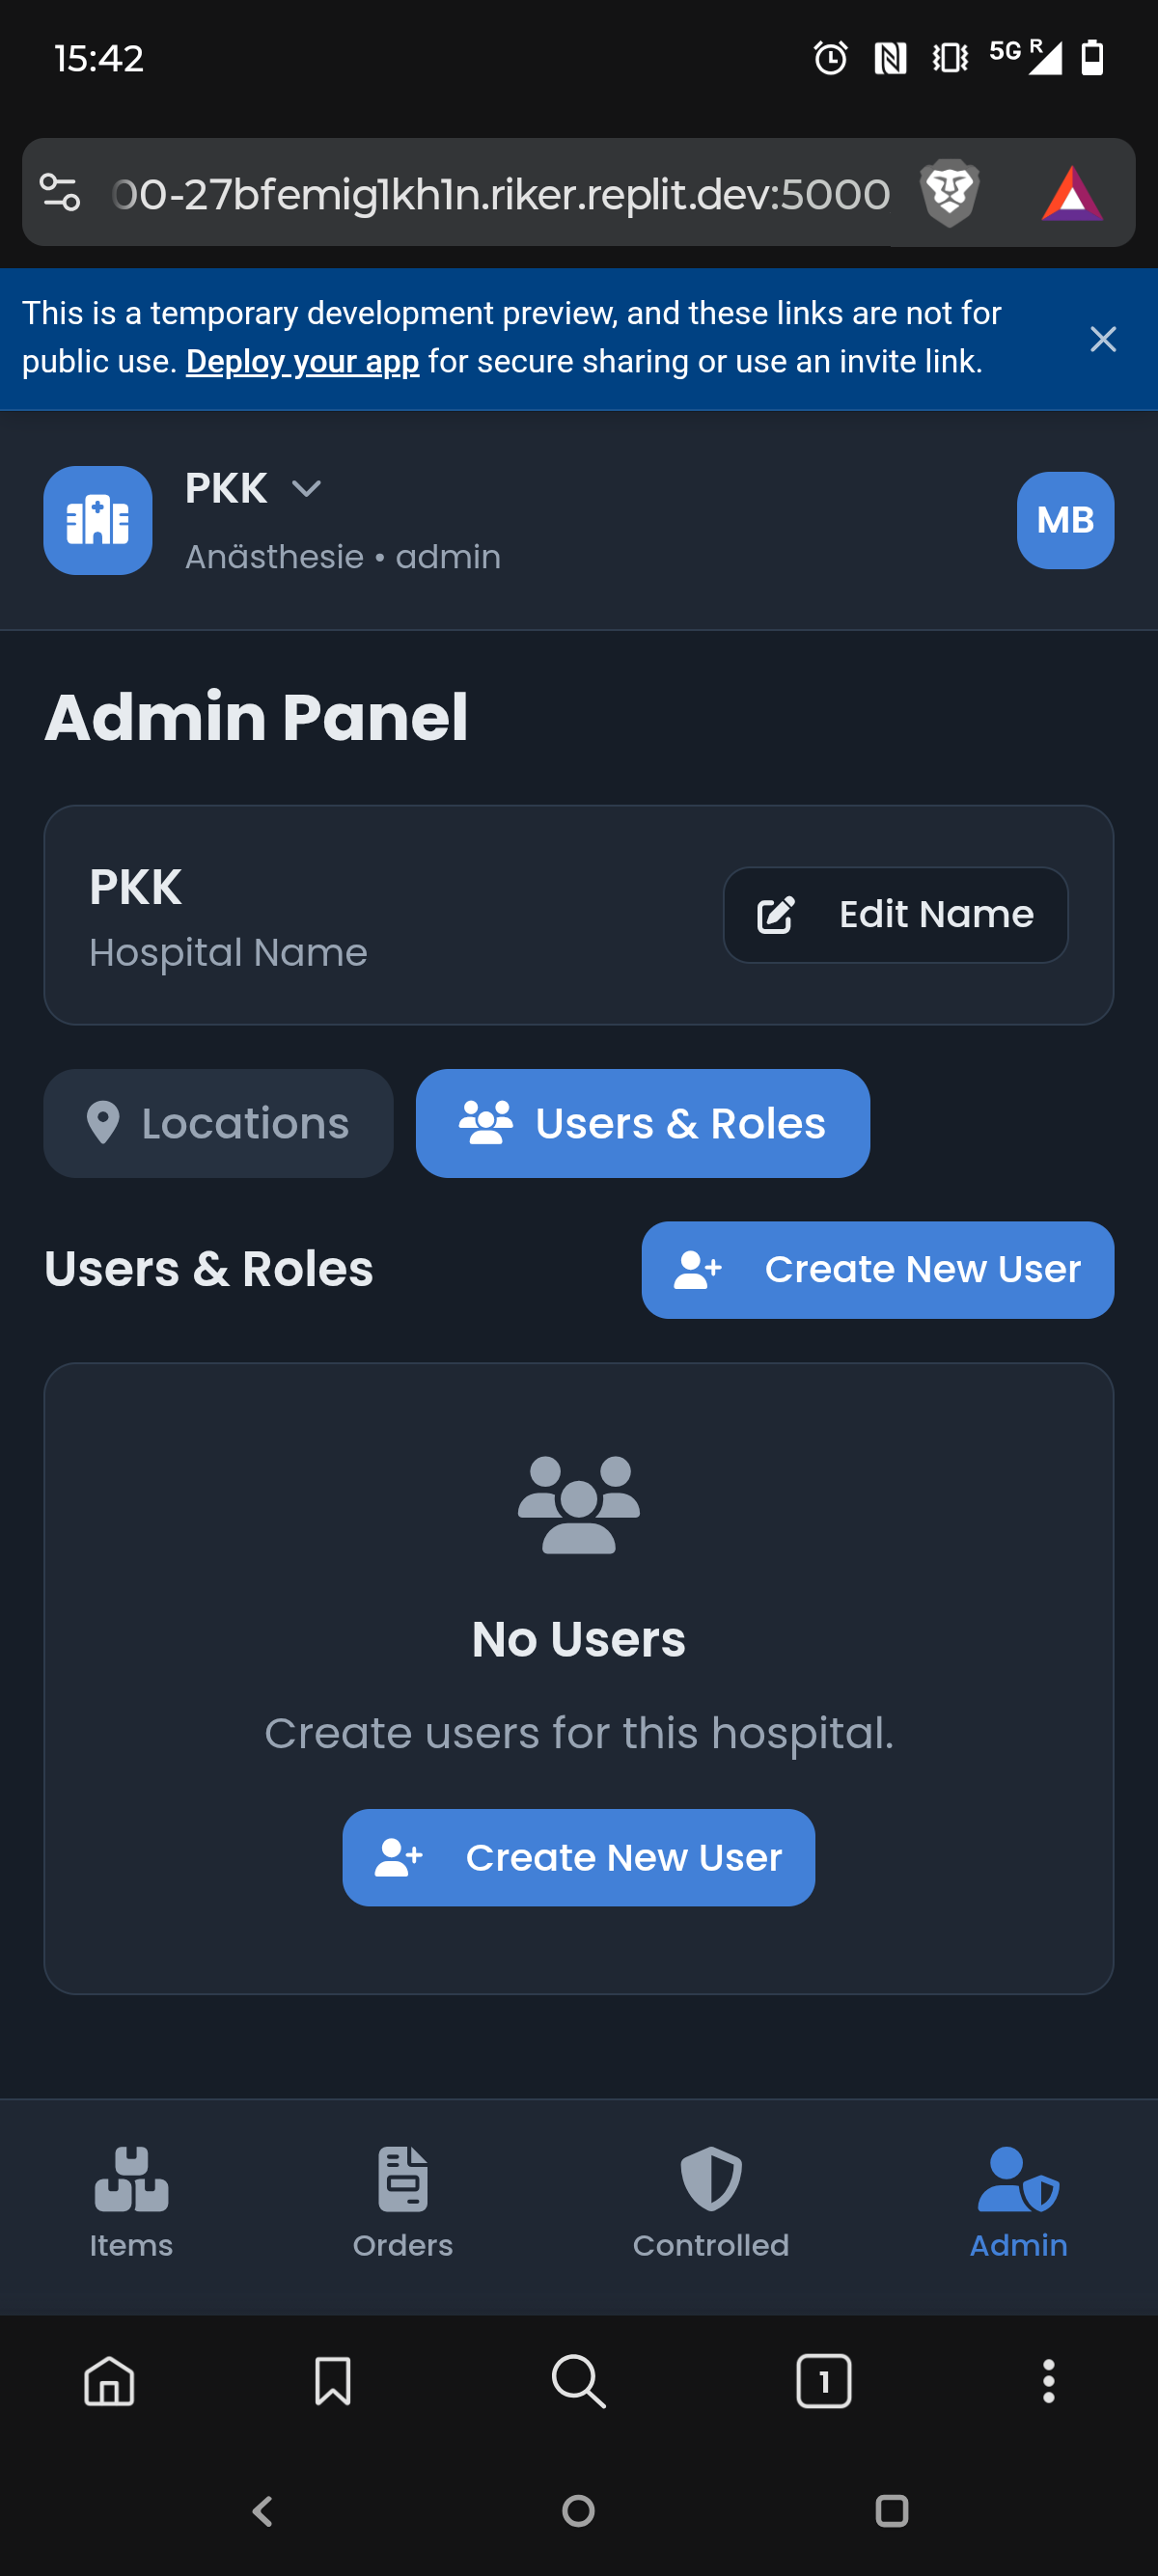 15:42
5G R
00-27bfemig1kh1n.riker.replit.dev:5000
This is a temporary development preview, and these links are not for
public use. Deploy your app for secure sharing or use an invite link.
PKK
Anästhesie • admin
MB
Admin Panel
PKK
Hospital Name
Edit Name
Locations
Users & Roles
Users & Roles
Create New User
No Users
Create users for this hospital.
Create New User
Items
Orders
Controlled
Admin
1